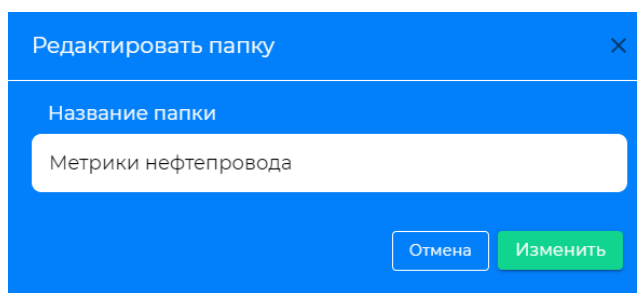 Редактировать папку
Название папки
Метрики нефтепровода
Отмена Изменить